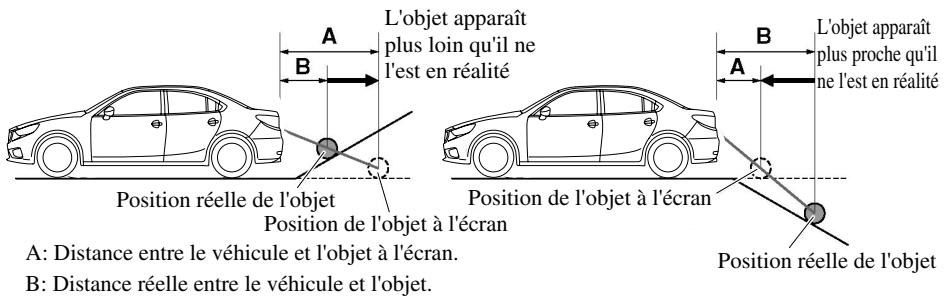 A
B
L'objet apparaît
plus loin qu'il ne
l'est en réalité
Position réelle de l'objet
Position de l'objet à l'écran
B
A
L'objet apparaît
plus proche qu'il
ne l'est en réalité
Position de l'objet à l'écran
Position réelle de l'objet
A: Distance entre le véhicule et l'objet à l'écran.
B: Distance réelle entre le véhicule et l'objet.